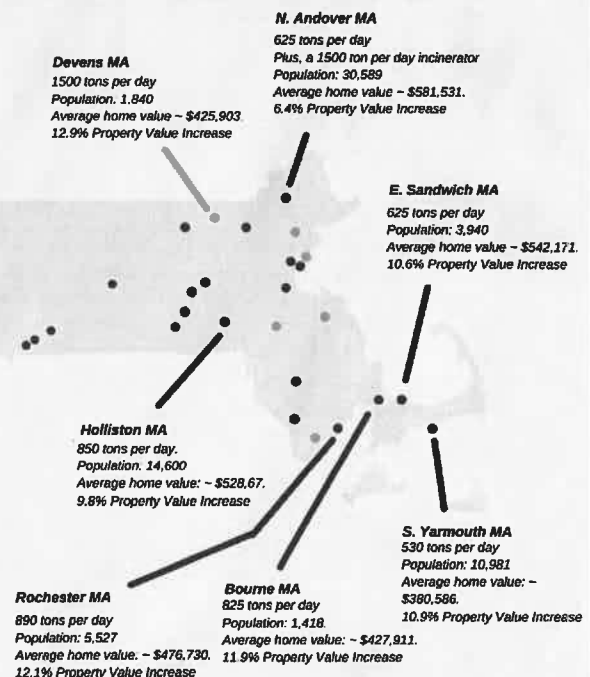 N. Andover MA
625 tons per day
Plus, a 1500 ton per day incinerator
Population: 30,589
Average home value ~ $581,531.
6.4% Property Value Increase
Devens MA
1500 tons per day
Population. 1,840
Average home value ~ $425,903
12.9% Property Value Increase
E. Sandwich MA
625 tons per day
Population: 3,940
Average home value ~ $542,171.
10.6% Property Value Increase
Holliston MA
850 tons per day.
Population. 14,600
Average home value: ~ $528,67.
9.8% Property Value Increase
S. Yarmouth MA
530 tons per day
Population: 10,981
Average home value: ~
$380,586.
10.9% Property Value Increase
Rochester MA
890 tons per day
Population: 5,527
Average home value. ~ $476,730.
12.1% Property Value Increase
Bourne MA
825 tons per day
Population: 1,418.
Average home value: ~ $427,911.
11.9% Property Value Increase